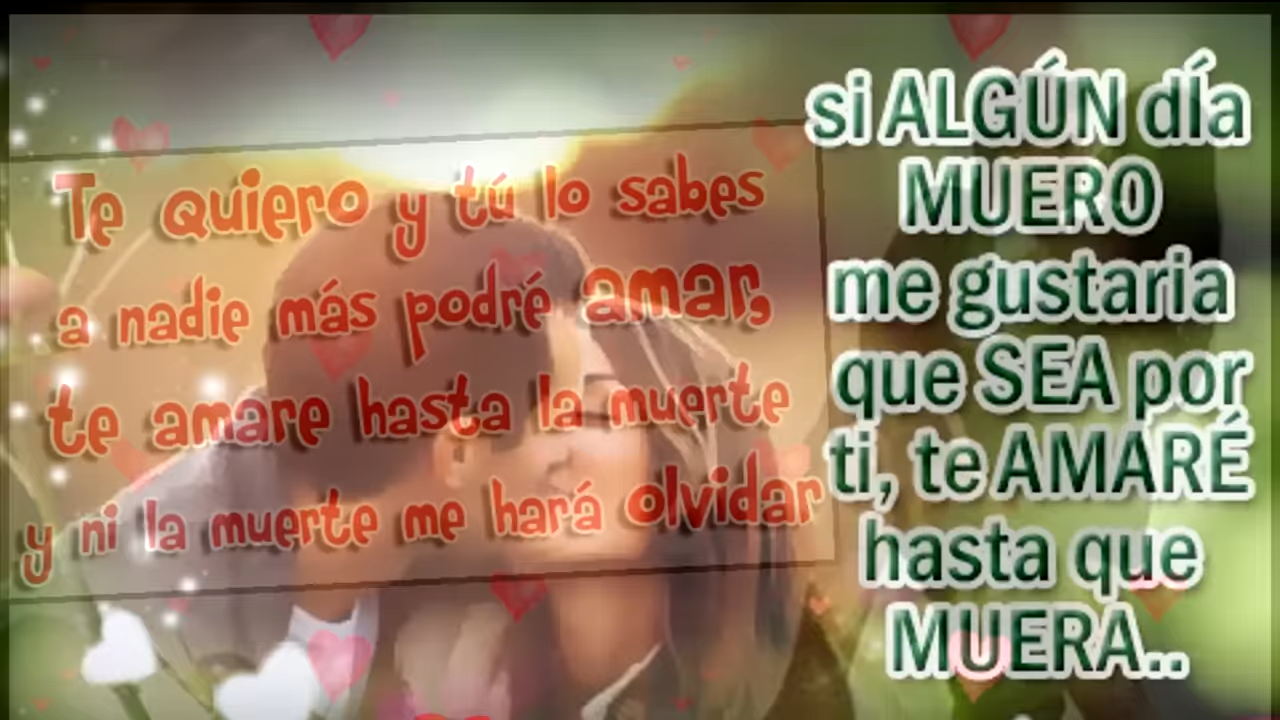 Te quiero y tú lo sabes
a nadie más podré amar,
te amare hasta la muerte
y ni la muerte me hará olvidar
si ALGÚN día
MUERO
me gustaria
que SEA por
ti, te AMARÉ
hasta que
MUERA..